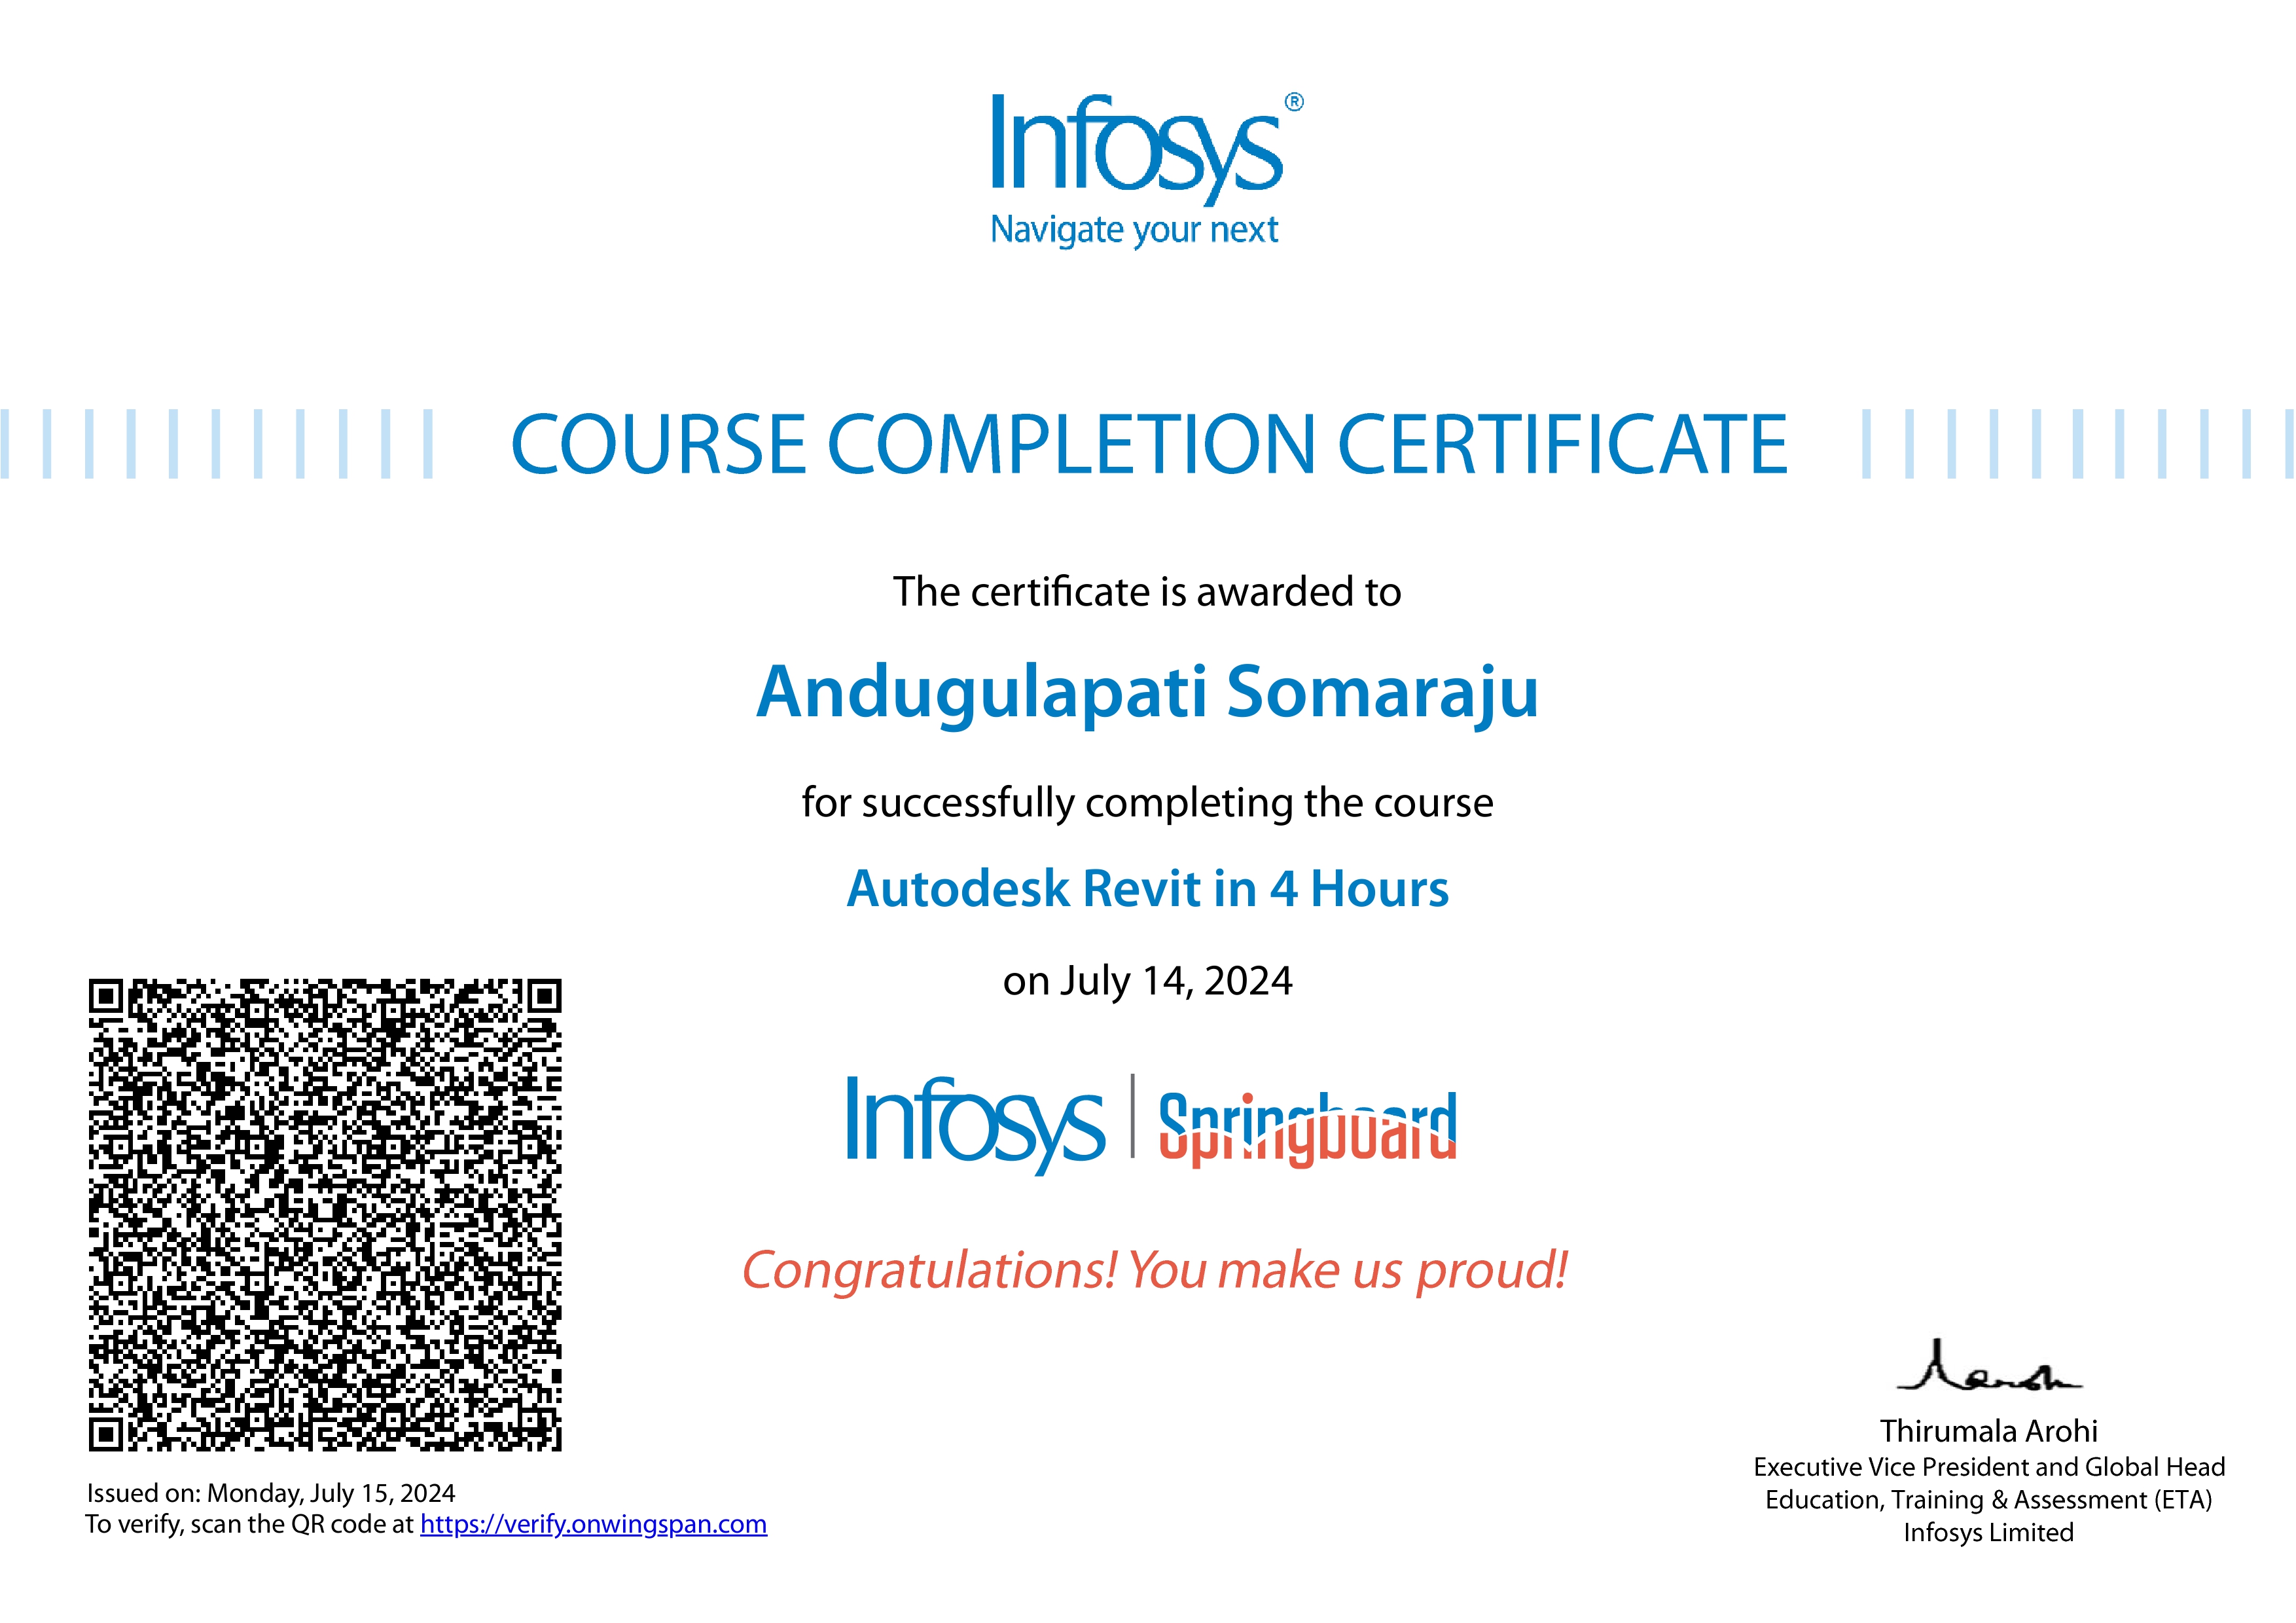 Infosys®
Navigate your next
COURSE COMPLETION CERTIFICATE
The certificate is awarded to
Andugulapati Somaraju
for successfully completing the course
Autodesk Revit in 4 Hours
on July 14, 2024
Infosys | Springboard
Congratulations! You make us proud!
Issued on: Monday, July 15, 2024
To verify, scan the QR code at https://verify.onwingspan.com
Thirumala Arohi
Executive Vice President and Global Head
Education, Training & Assessment (ETA)
Infosys Limited